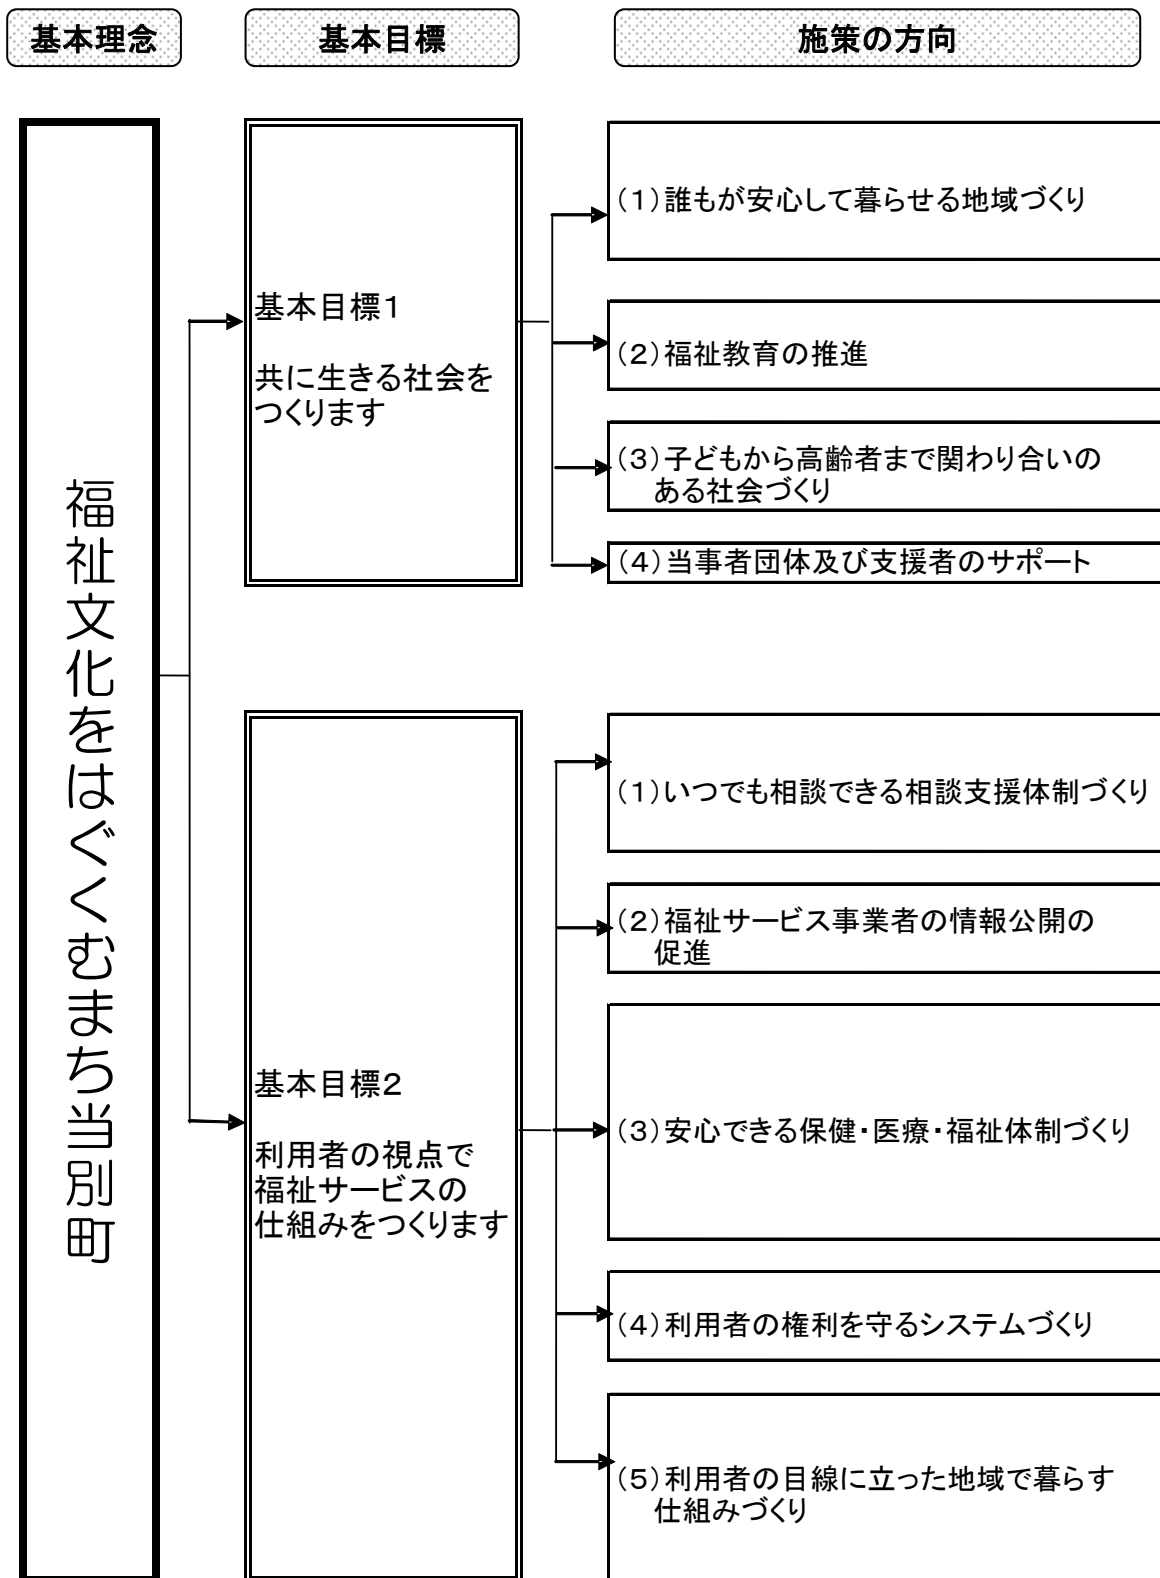 基本理念
基本目標
施策の方向
福祉文化をはぐくむまち当別町
基本目標１
共に生きる社会を
つくります
（１）誰もが安心して暮らせる地域づくり
（２）福祉教育の推進
（３）子どもから高齢者まで関わり合いの
ある社会づくり
（４）当事者団体及び支援者のサポート
基本目標２
利用者の視点で
福祉サービスの
仕組みをつくります
（１）いつでも相談できる相談支援体制づくり
（２）福祉サービス事業者の情報公開の
促進
（３）安心できる保健・医療・福祉体制づくり
（４）利用者の権利を守るシステムづくり
（５）利用者の目線に立った地域で暮らす
仕組みづくり